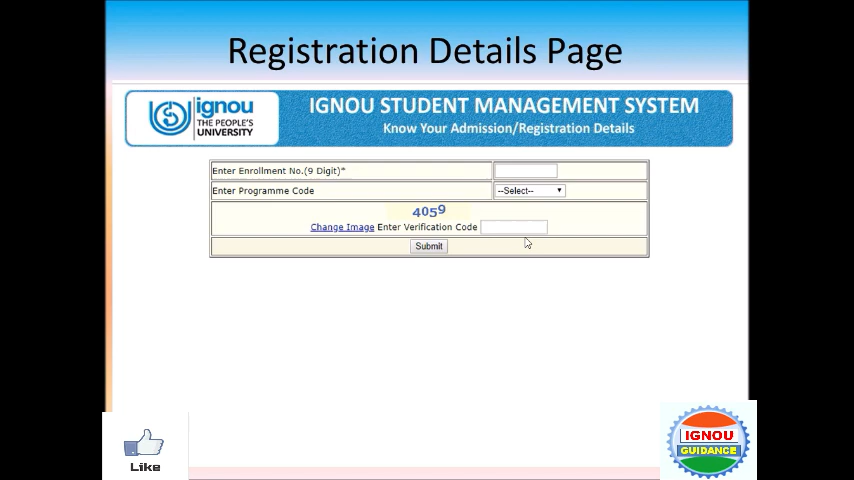 Registration Details Page
ignou
THE PEOPLE'S
UNIVERSITY
IGNOU STUDENT MANAGEMENT SYSTEM
Know Your Admission/Registration Details
Enter Enrollment No.(9 Digit)*
Enter Programme Code --Select--
4059
Change Image Enter Verification Code
Submit
Like
IGNOU
GUIDANCE